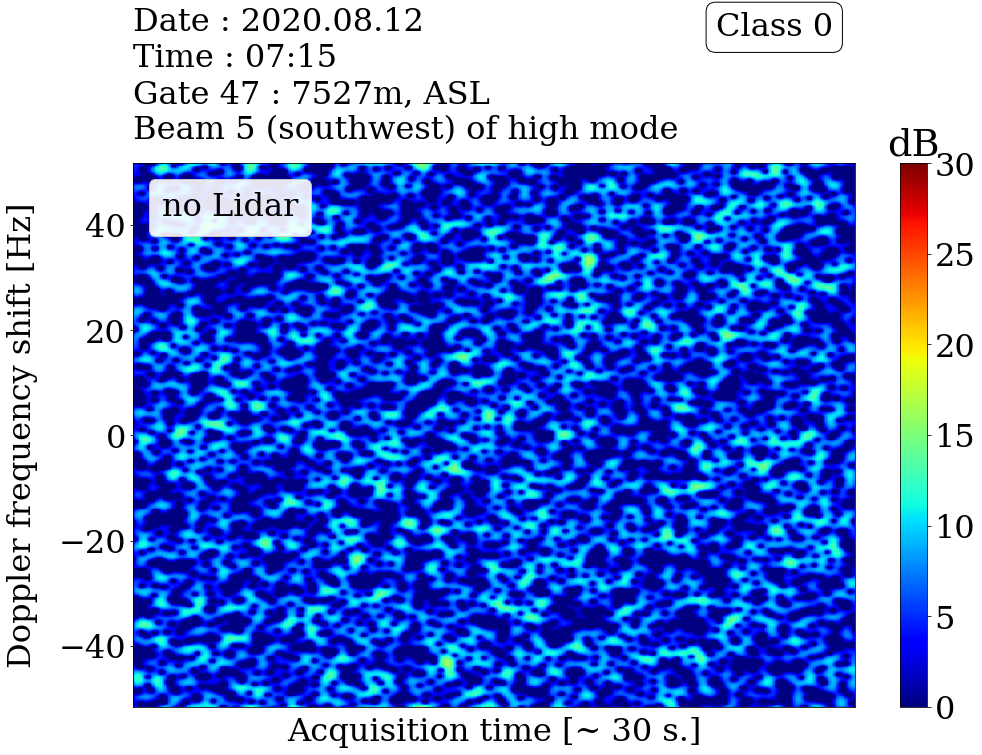 Date : 2020.08.12
Time : 07:15
Gate 47 : 7527m, ASL
Beam 5 (southwest) of high mode
Class 0
dB
no Lidar
Doppler frequency shift [Hz]
40
20
0
−20
−40
30
25
20
15
10
5
0
Acquisition time [~ 30 s.]